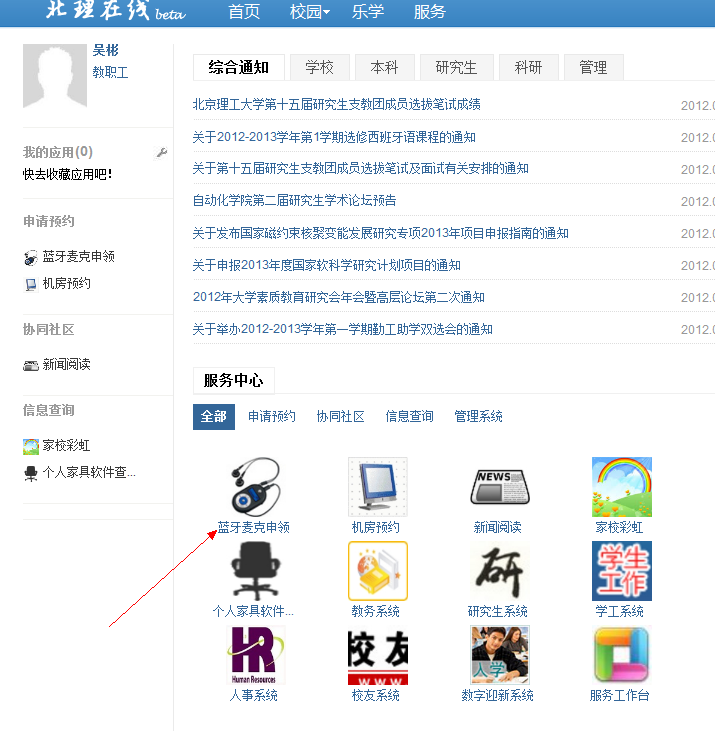 北理在线 beta 首页 校园 乐学 服务
吴彬
教职工
我的应用(0)
快去收藏应用吧!
申请预约
蓝牙麦克申领
机房预约
协同社区
新闻阅读
信息查询
家校彩虹
个人家具软件查...
综合通知 学校 本科 研究生 科研 管理
北京理工大学第十五届研究生支教团成员选拔笔试成绩 2012.0
关于2012-2013学年第1学期选修西班牙语课程的通知 2012.0
关于第十五届研究生支教团成员选拔笔试及面试有关安排的通知 2012.0
自动化学院第二届研究生学术论坛预告 2012.0
关于发布国家磁约束核聚变能发展研究专项2013年项目申报指南的通知 2012.0
关于申报2013年度国家软科学研究计划项目的通知 2012.0
2012年大学素质教育研究会年会暨高层论坛第二次通知 2012.0
关于举办2012-2013学年第一学期勤工助学双选会的通知 2012.0
服务中心
全部 申请预约 协同社区 信息查询 管理系统
NEWS
蓝牙麦克申领 机房预约 新闻阅读 家校彩虹
研 学生工作
个人家具软件... 教务系统 研究生系统 学工系统
HR Human Resources 校友 WWW 入学
人事系统 校友系统 数字迎新系统 服务工作台